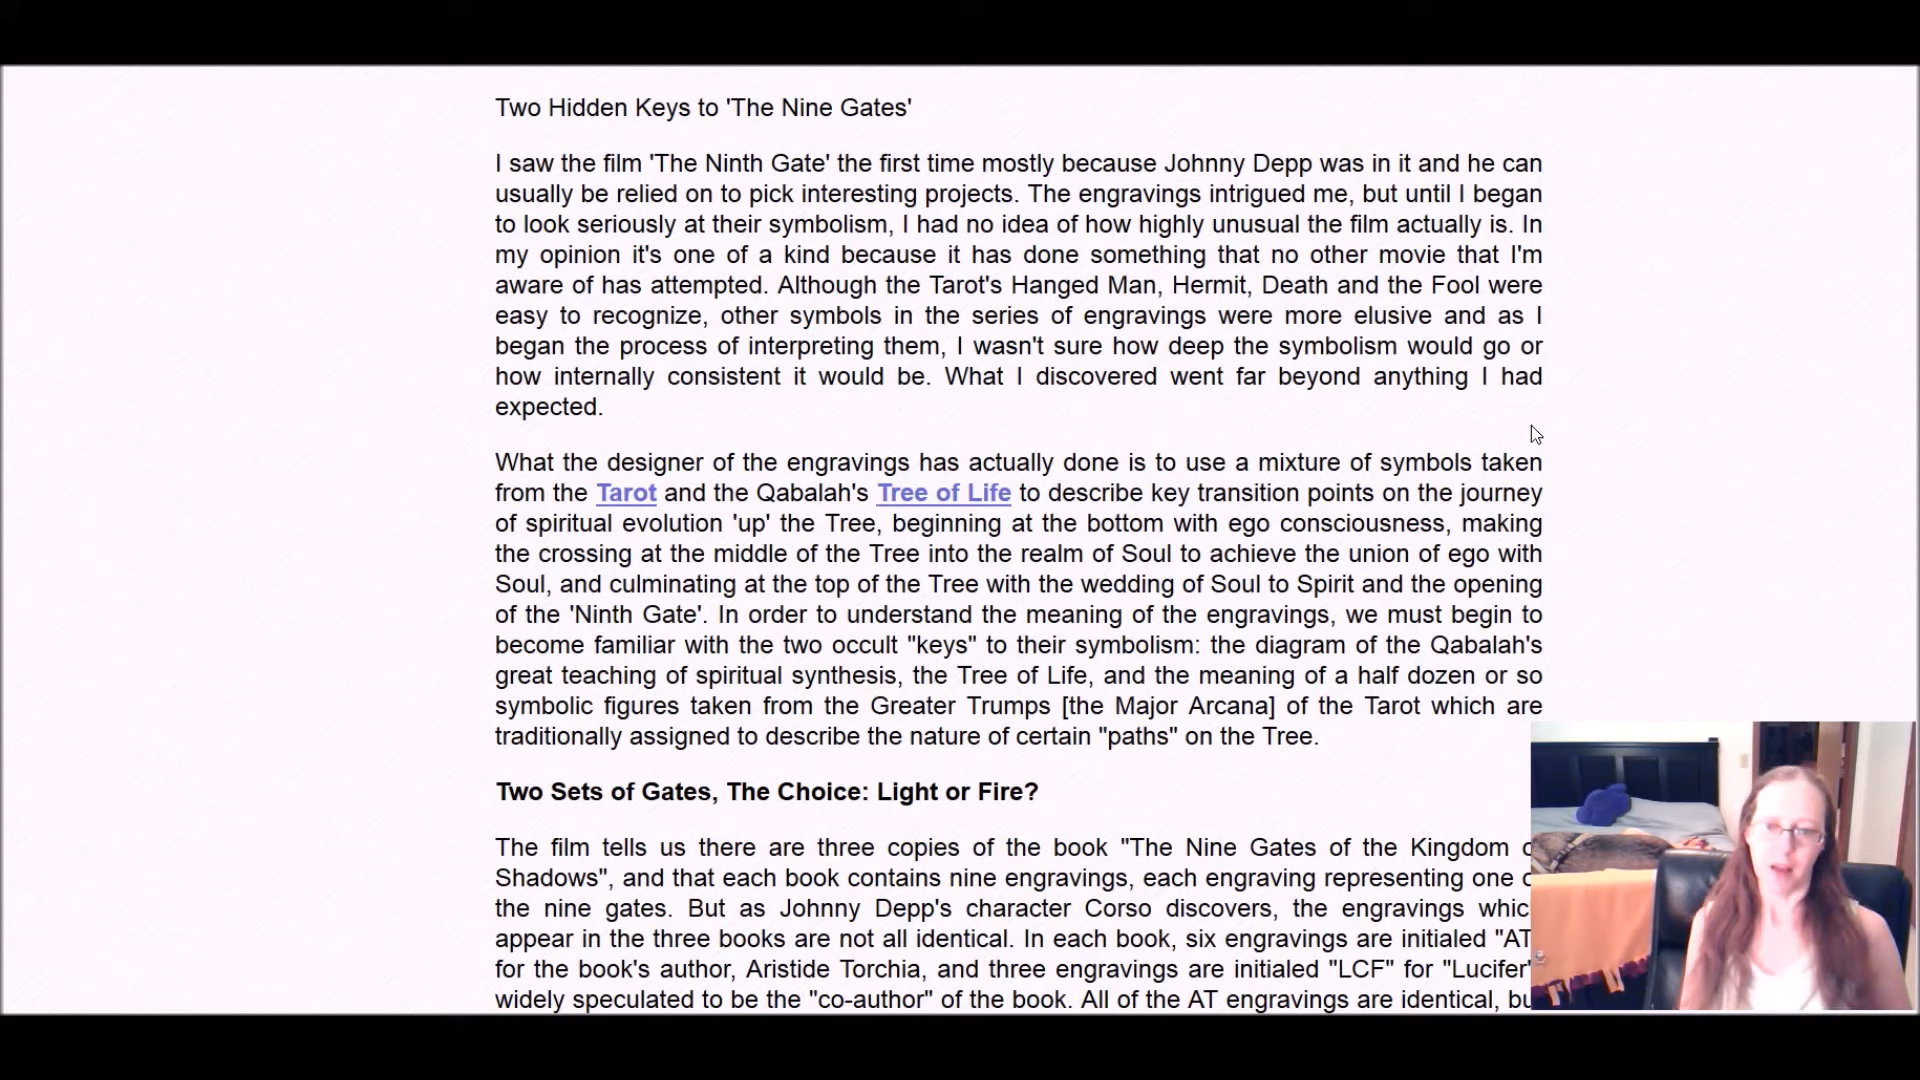 Two Hidden Keys to 'The Nine Gates'
I saw the film 'The Ninth Gate' the first time mostly because Johnny Depp was in it and he can
usually be relied on to pick interesting projects. The engravings intrigued me, but until I began
to look seriously at their symbolism, I had no idea of how highly unusual the film actually is. In
my opinion it's one of a kind because it has done something that no other movie that I'm
aware of has attempted. Although the Tarot's Hanged Man, Hermit, Death and the Fool were
easy to recognize, other symbols in the series of engravings were more elusive and as I
began the process of interpreting them, I wasn't sure how deep the symbolism would go or
how internally consistent it would be. What I discovered went far beyond anything I had
expected.
What the designer of the engravings has actually done is to use a mixture of symbols taken
from the Tarot and the Qabalah's Tree of Life to describe key transition points on the journey
of spiritual evolution 'up' the Tree, beginning at the bottom with ego consciousness, making
the crossing at the middle of the Tree into the realm of Soul to achieve the union of ego with
Soul, and culminating at the top of the Tree with the wedding of Soul to Spirit and the opening
of the 'Ninth Gate'. In order to understand the meaning of the engravings, we must begin to
become familiar with the two occult "keys" to their symbolism: the diagram of the Qabalah's
great teaching of spiritual synthesis, the Tree of Life, and the meaning of a half dozen or so
symbolic figures taken from the Greater Trumps [the Major Arcana] of the Tarot which are
traditionally assigned to describe the nature of certain "paths" on the Tree.
Two Sets of Gates, The Choice: Light or Fire?
The film tells us there are three copies of the book "The Nine Gates of the Kingdom
Shadows", and that each book contains nine engravings, each engraving representing one
the nine gates. But as Johnny Depp's character Corso discovers, the engravings
appear in the three books are not all identical. In each book, six engravings are initialed "AT
for the book's author, Aristide Torchia, and three engravings are initialed "LCF" for "Lucifer"
widely speculated to be the "co-author" of the book. All of the AT engravings are identical,